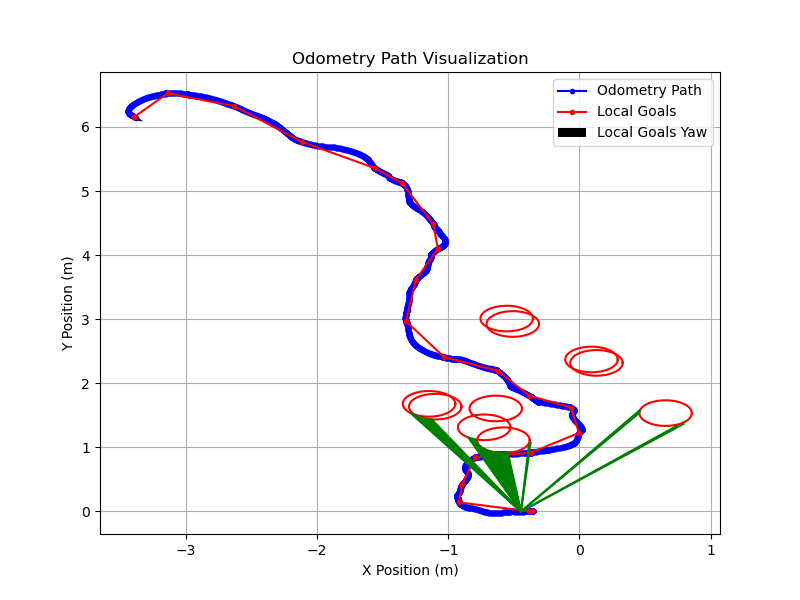 Odometry Path Visualization
Odometry Path
Local Goals
Local Goals Yaw
Y Position (m)
6
5
4
3
2
1
0
−3
−2
−1
0
1
X Position (m)